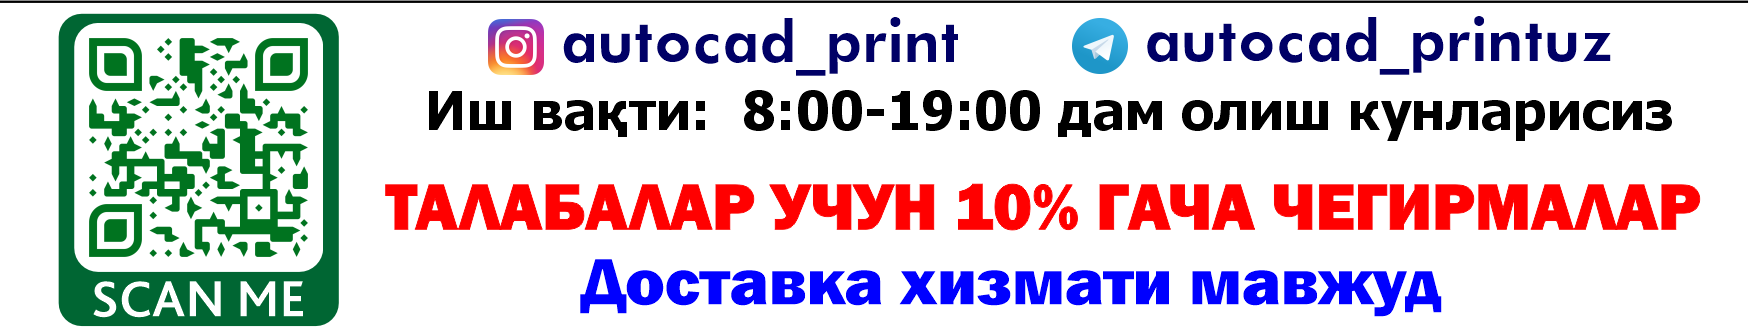 autocad_print autocad_printuz
Иш вақти: 8:00-19:00 дам олиш кунларисиз
ТАЛАБАЛАР УЧУН 10% ГАЧА ЧЕГИРМАЛАР
Доставка хизмати мавжуд
SCAN ME